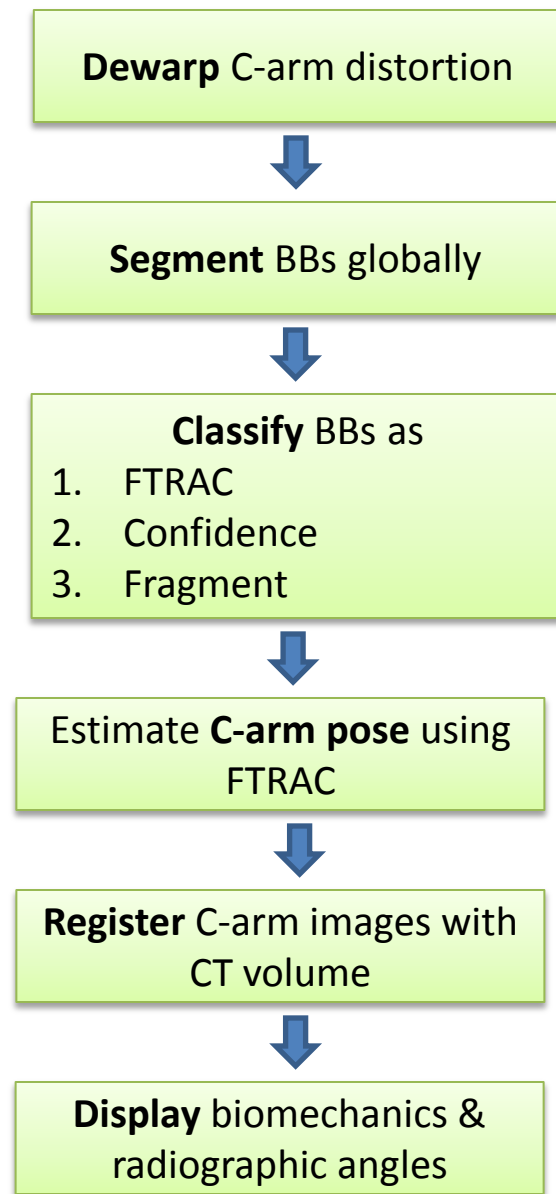 Dewarp C-arm distortion
Segment BBs globally
Classify BBs as
1. FTRAC
2. Confidence
3. Fragment
Estimate C-arm pose using
FTRAC
Register C-arm images with
CT volume
Display biomechanics &
radiographic angles